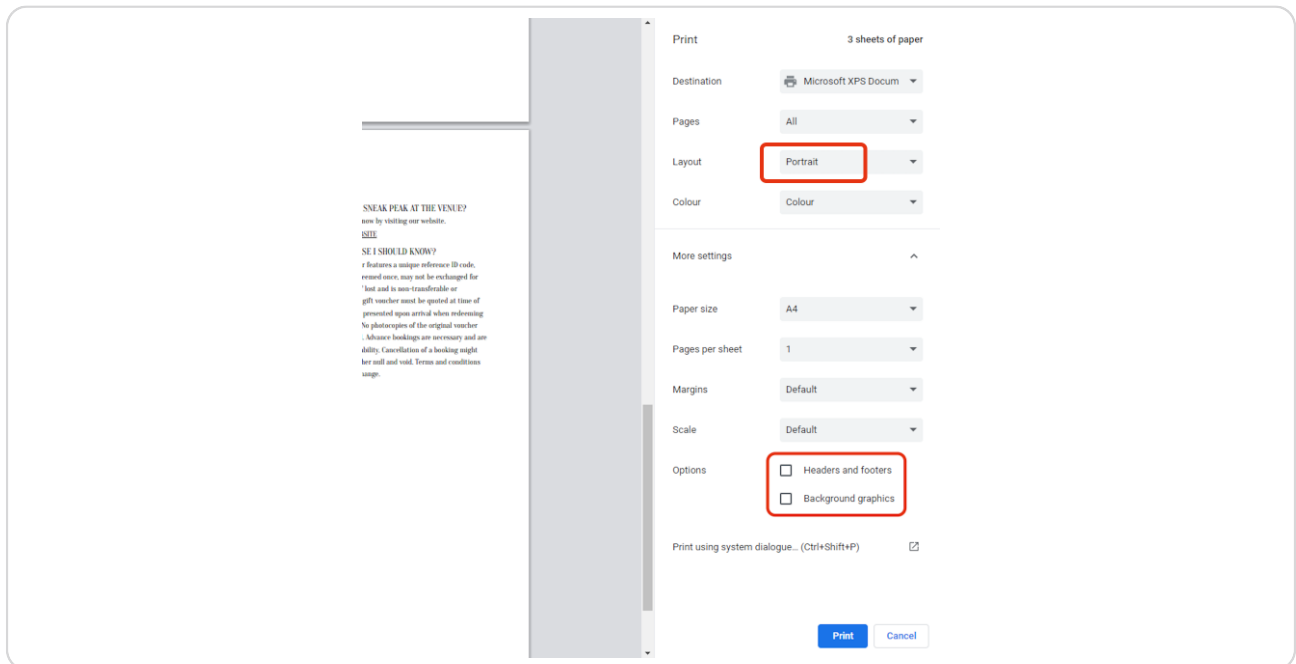 SNEAK PEAK AT THE VENUE?
now by visiting our website.
BSITE
SE I SHOULD KNOW?
r features a unique reference ID code,
eemed once, may not be exchanged for
lost and is non-transferable or
gift voucher must be quoted at time of
presented upon arrival when redeeming
No photocopies of the original voucher
. Advance bookings are necessary and are
ability. Cancellation of a booking might
her null and void. Terms and conditions
hange.
Print
3 sheets of paper
Destination
Microsoft XPS Docum
Pages
All
Layout
Portrait
Colour
Colour
More settings
Paper size
A4
Pages per sheet
1
Margins
Default
Scale
Default
Options
Headers and footers
Background graphics
Print using system dialogue... (Ctrl+Shift+P)
Print
Cancel